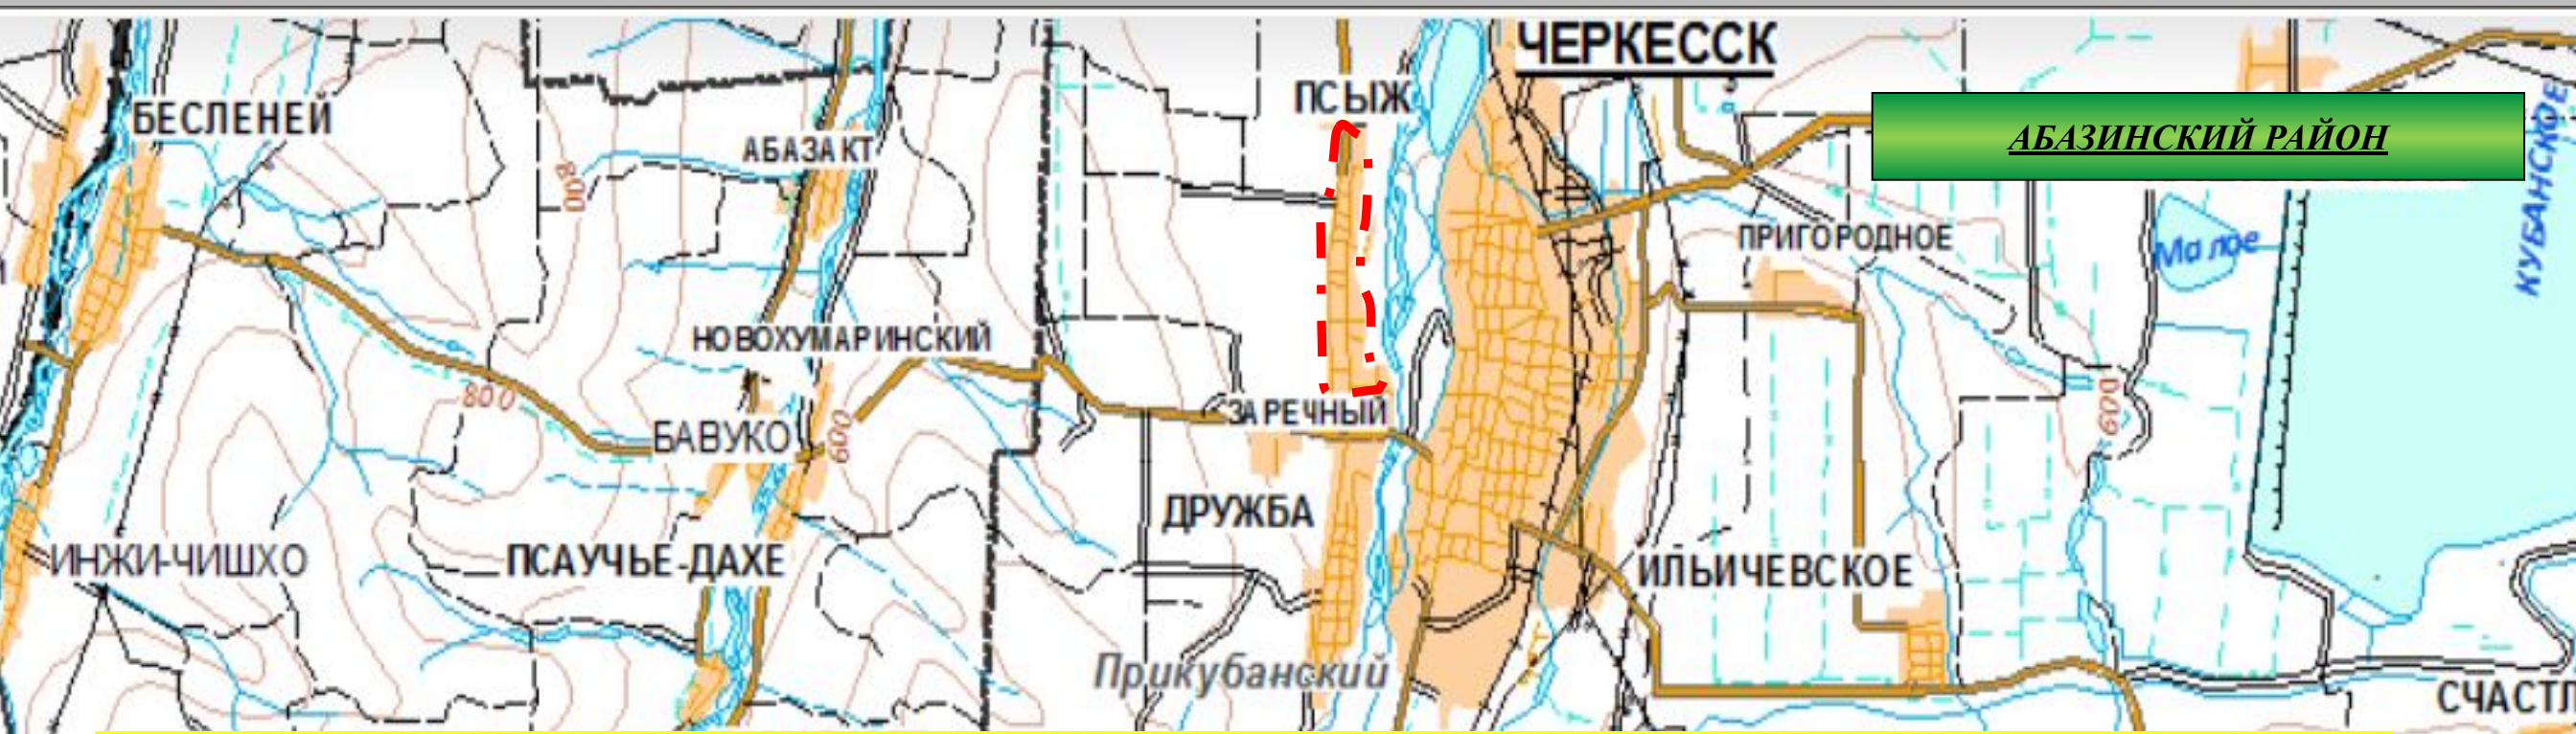 ЧЕРКЕССК
ПСЫЖ
БЕСЛЕНЕЙ
АБАЗАКТ
АБАЗИНСКИЙ РАЙОН
КУБАНСКОЕ
800
ПРИГОРОДНОЕ
Малое
НОВОХУМАРИНСКИЙ
800
ЗАРЕЧНЫЙ
600
БАВУКО
600
ДРУЖБА
ИНЖИ-ЧИШХО
ПСАУЧЬЕ-ДАХЕ
ИЛЬИЧЕВСКОЕ
Прикубанский
СЧАСТЛ